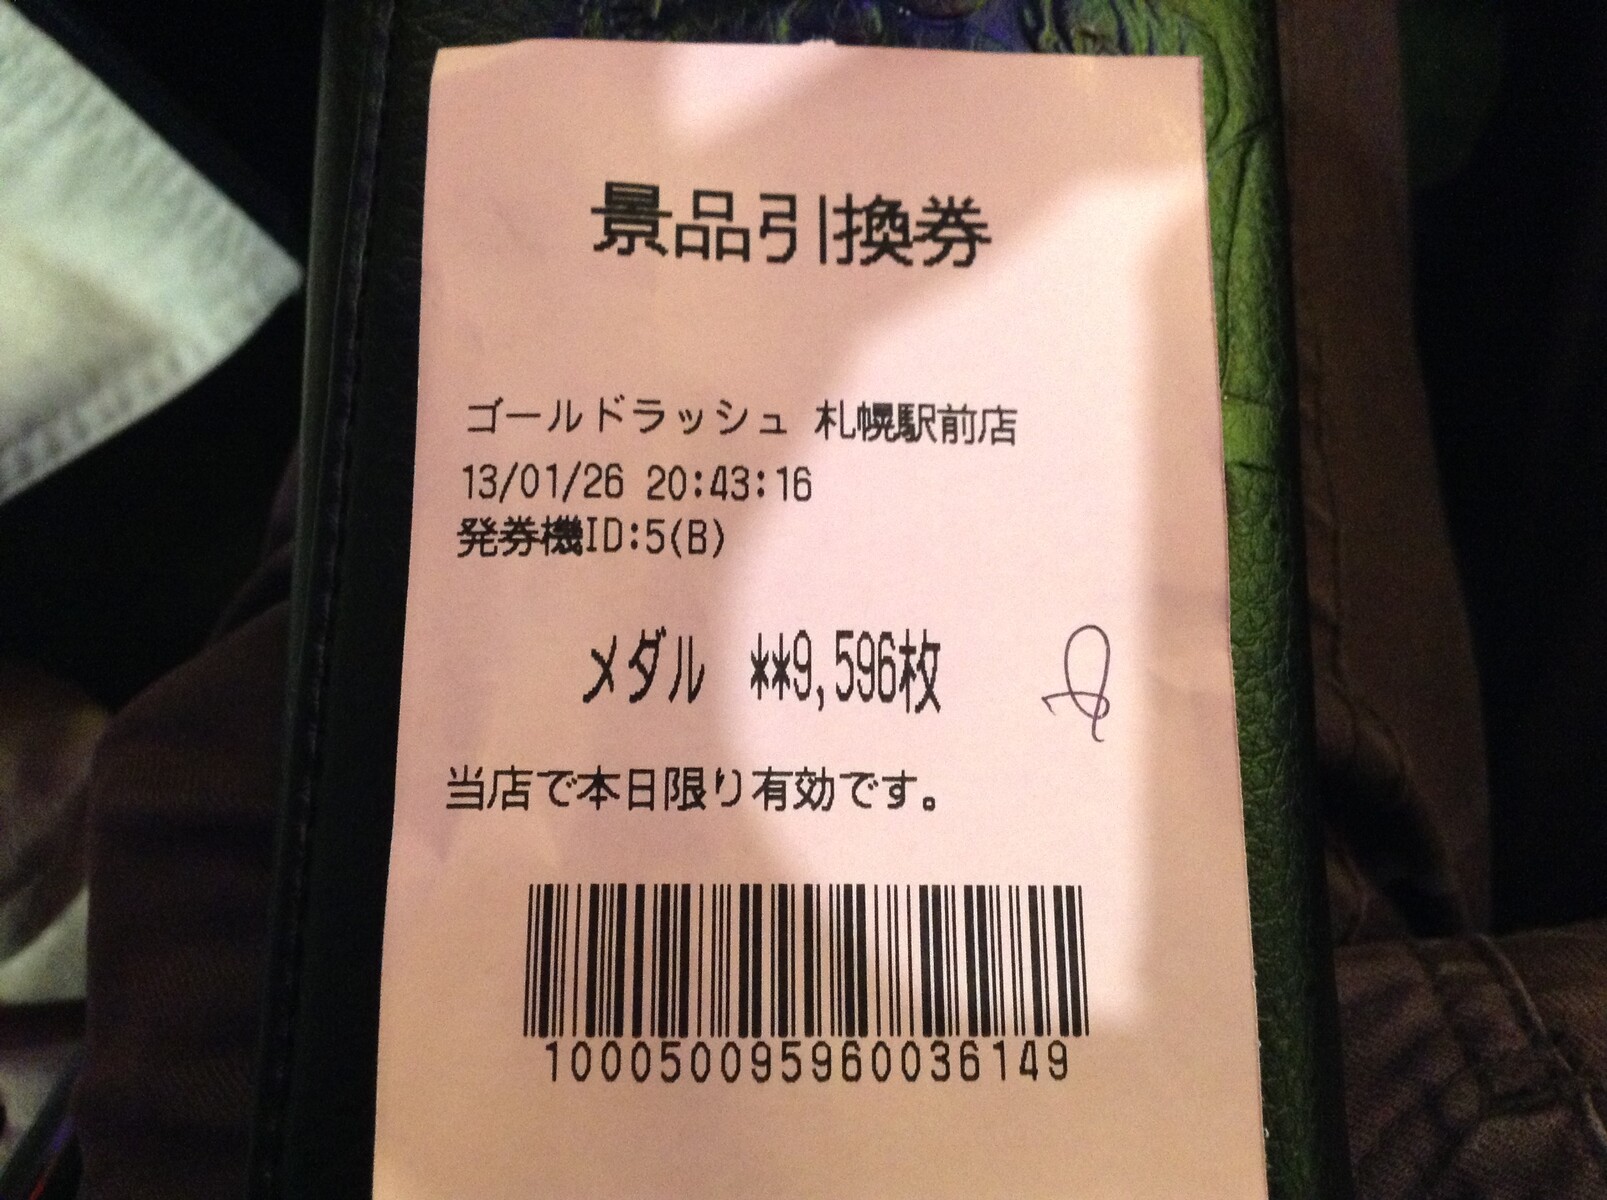 景品引換券
ゴールドラッシュ 札幌駅前店
13/01/26 20:43:16
発券機ID:5(B)
メダル **9,596枚
当店で本日限り有効です。
100050095960036149